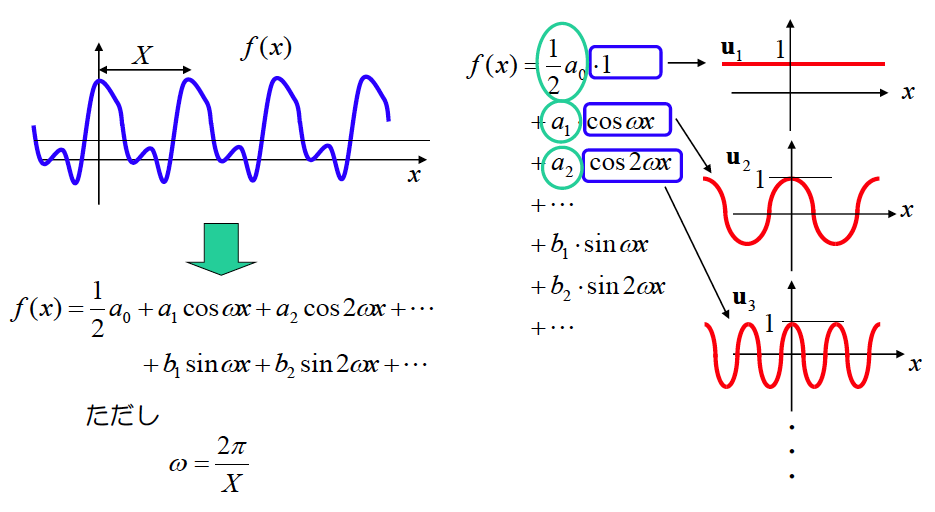 X
f(x)
x
f(x) = 1/2 a₀ + a₁ cos ωx + a₂ cos 2ωx + ⋯
+ b₁ sin ωx + b₂ sin 2ωx + ⋯
ただし
ω = 2π/X
f(x) = 1/2 a₀ · 1
+ a₁ · cos ωx
+ a₂ · cos 2ωx
+ ⋯
+ b₁ · sin ωx
+ b₂ · sin 2ωx
+ ⋯
u₁
1
x
u₂
1
x
u₃
1
x